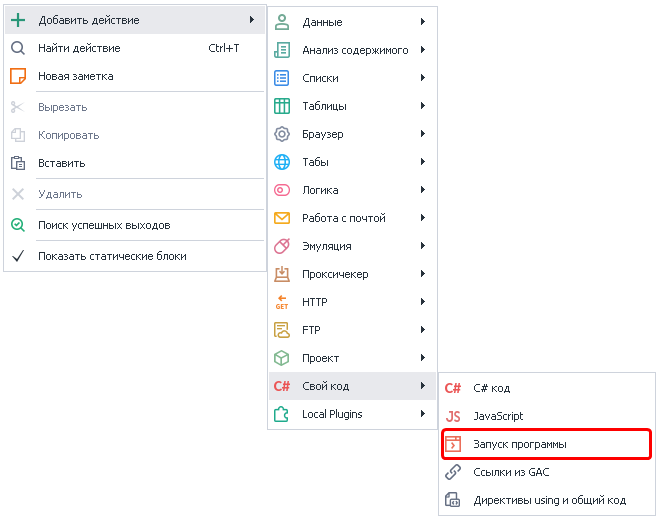 Добавить действие
Найти действие Ctrl+T
Новая заметка
Вырезать
Копировать
Вставить
Удалить
Поиск успешных выходов
Показать статические блоки
Данные
Анализ содержимого
Списки
Таблицы
Браузер
Табы
Логика
Работа с почтой
Эмуляция
Проксичекер
GET HTTP
FTP
Проект
C# Свой код
Local Plugins
C# C# код
JS JavaScript
Запуск программы
Ссылки из GAC
Директивы using и общий код